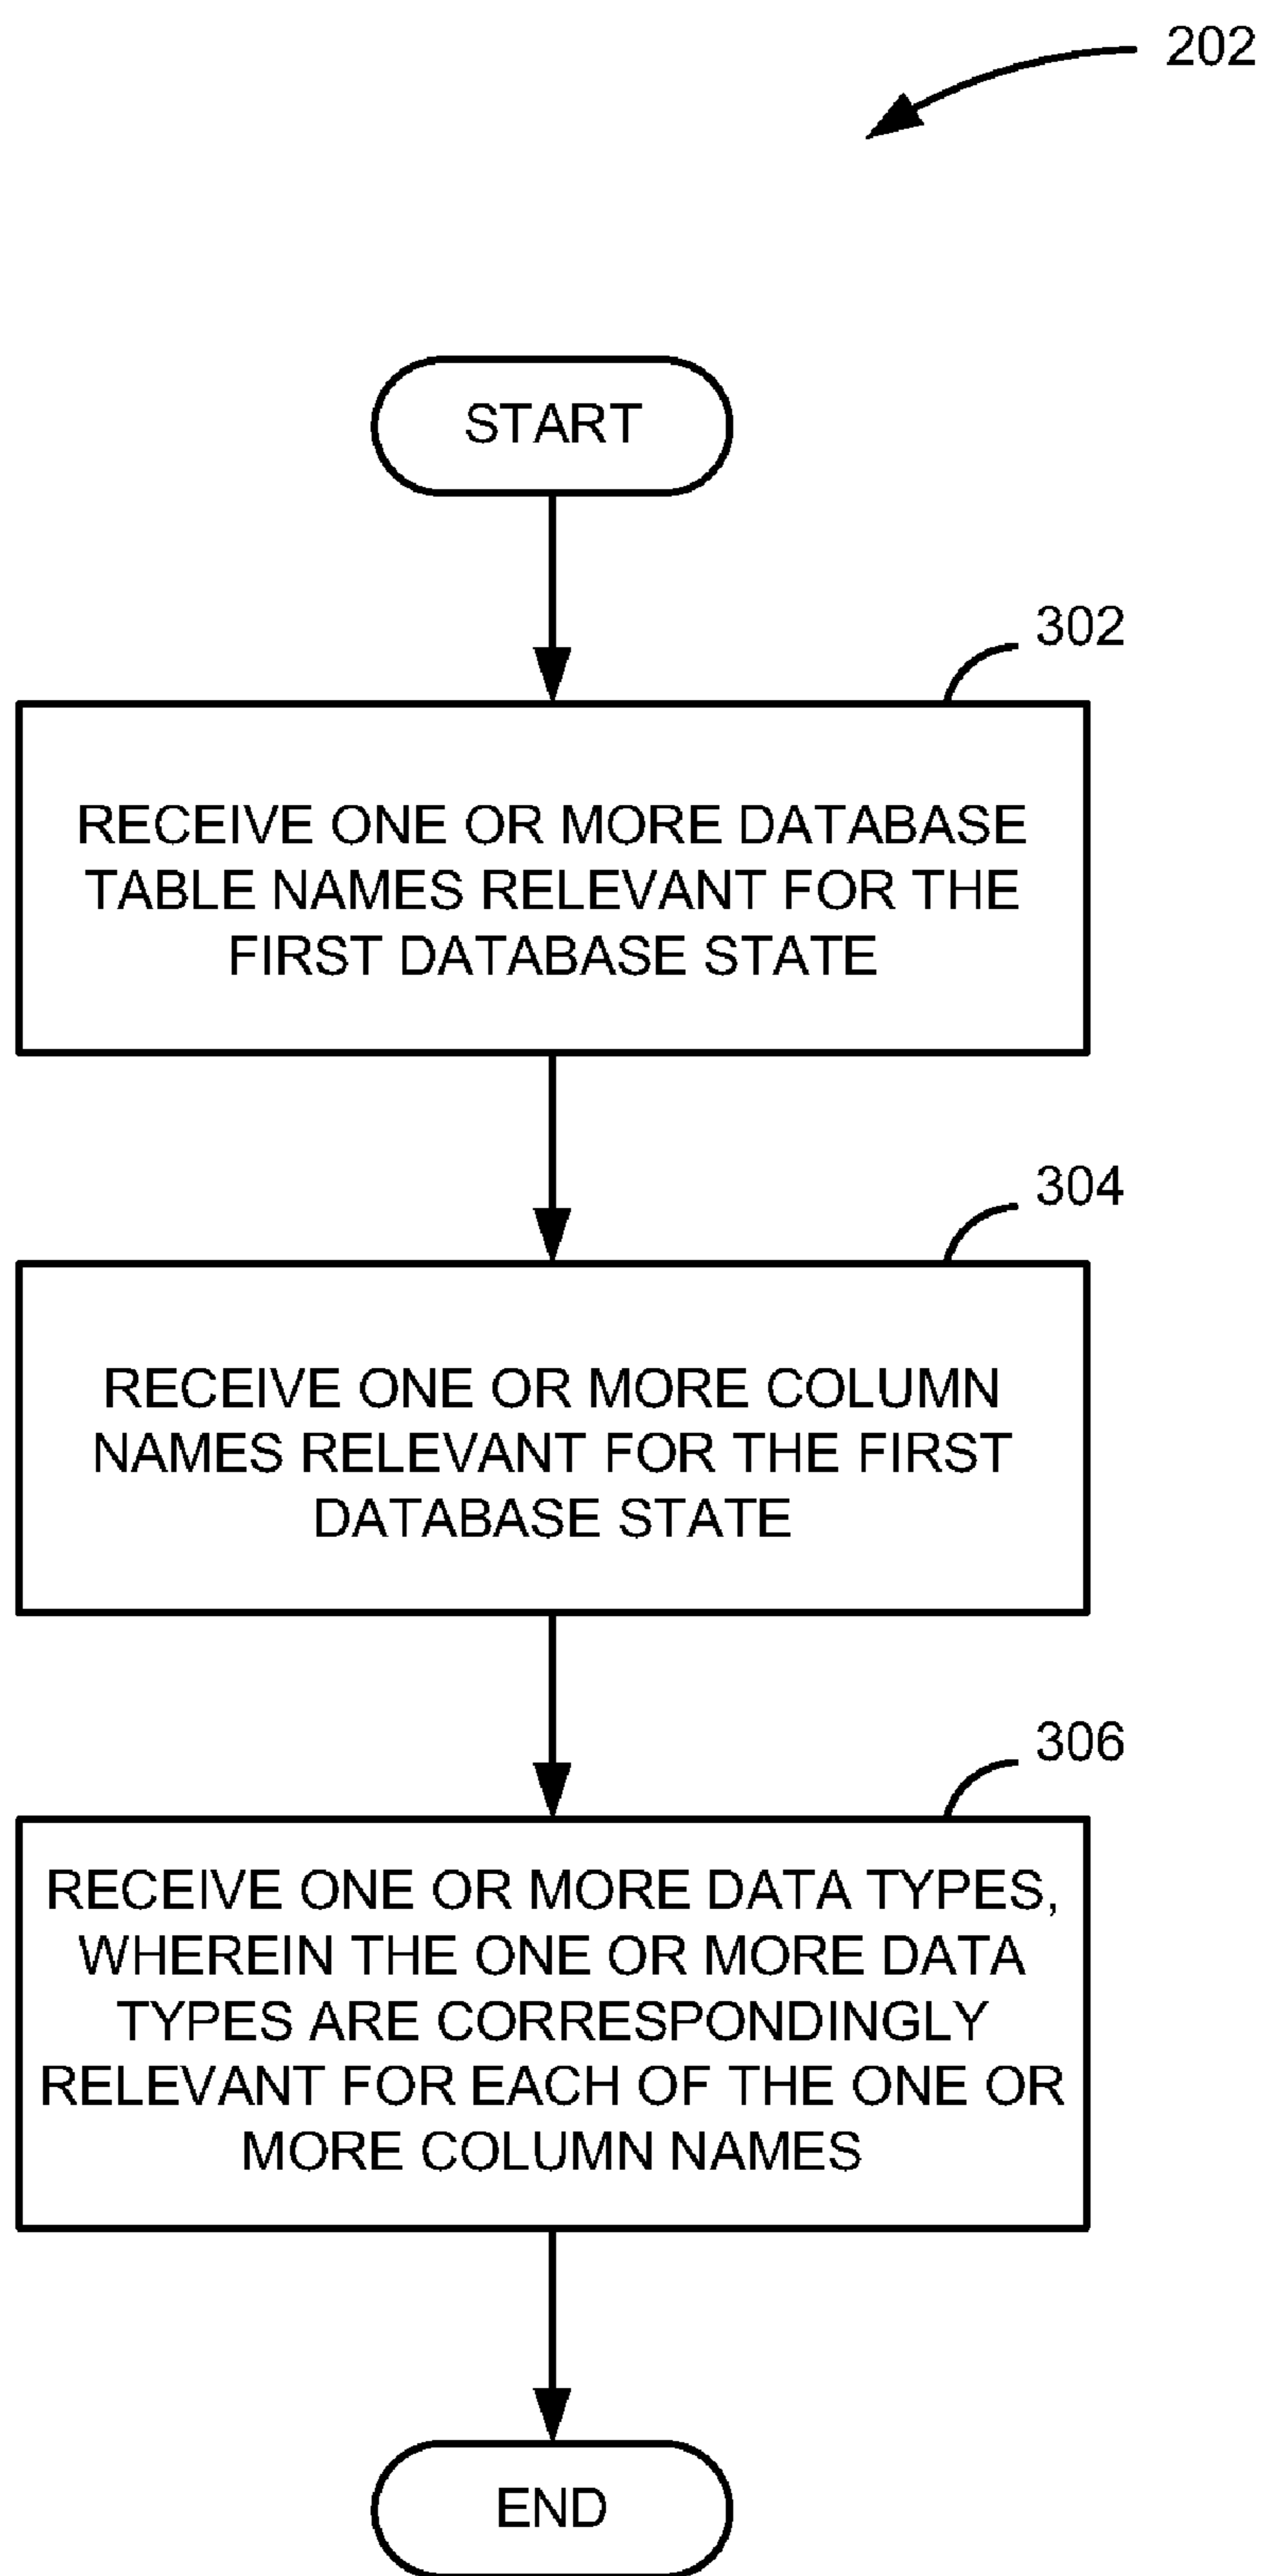 202
START
302
RECEIVE ONE OR MORE DATABASE
TABLE NAMES RELEVANT FOR THE
FIRST DATABASE STATE
304
RECEIVE ONE OR MORE COLUMN
NAMES RELEVANT FOR THE FIRST
DATABASE STATE
306
RECEIVE ONE OR MORE DATA TYPES,
WHEREIN THE ONE OR MORE DATA
TYPES ARE CORRESPONDINGLY
RELEVANT FOR EACH OF THE ONE OR
MORE COLUMN NAMES
END